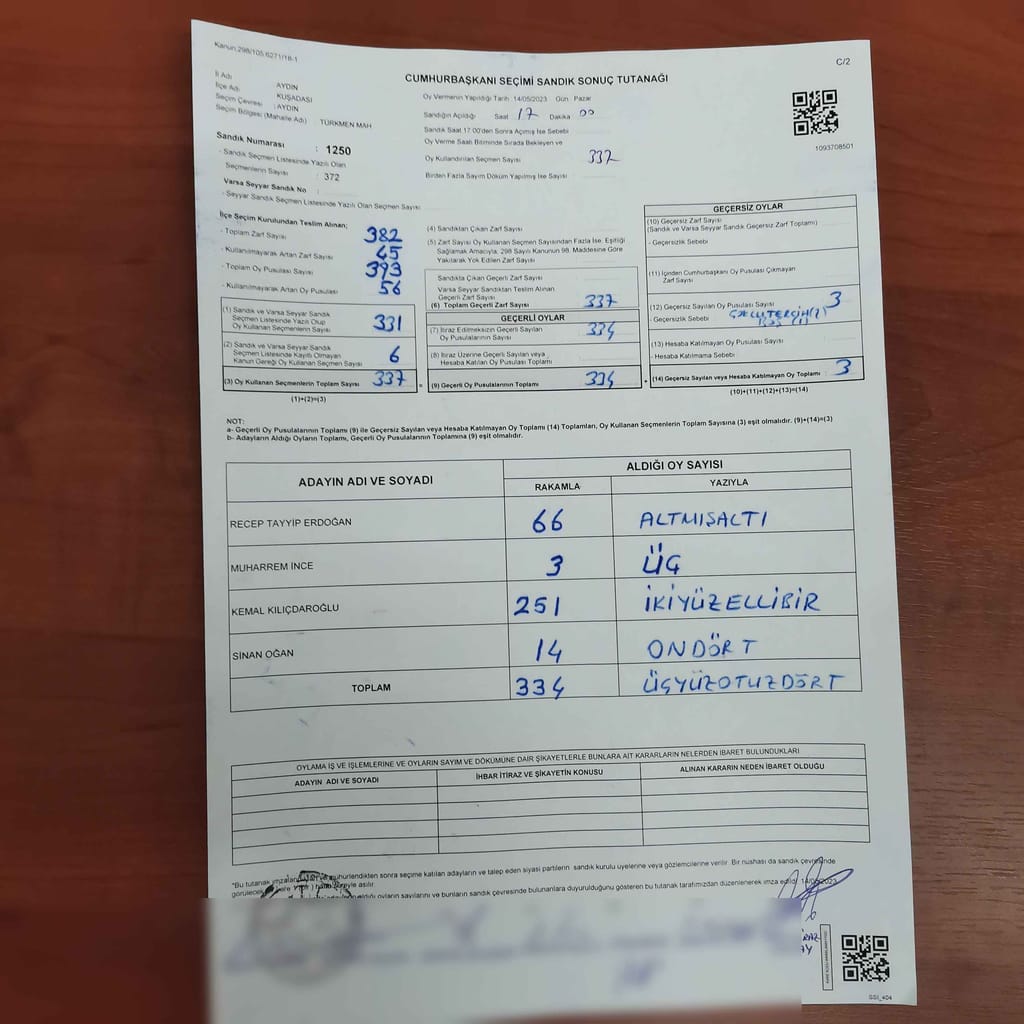 Kanun:298/105 6271/18-1
C/2
CUMHURBAŞKANI SEÇİMİ SANDIK SONUÇ TUTANAĞI
İl Adı : AYDIN
İlçe Adı : KUŞADASI
Seçim Çevresi : AYDIN
Seçim Bölgesi (Mahalle Adı) : TÜRKMEN MAH
Oy Vermenin Yapıldığı Tarih :14/05/2023 Gün : Pazar
Sandığın Açıldığı Saat 17 Dakika 00
Sandık Saat 17:00'den Sonra Açılmış İse Sebebi
Oy Verme Saati Bitiminde Sırada Bekleyen ve
Oy Kullandırılan Seçmen Sayısı 337
Birden Fazla Sayım Döküm Yapılmış İse Sayısı
1093708501
Sandık Numarası : 1250
- Sandık Seçmen Listesinde Yazılı Olan
Seçmenlerin Sayısı : 372
Varsa Seyyar Sandık No :
- Seyyar Sandık Seçmen Listesinde Yazılı Olan Seçmen Sayısı :
İlçe Seçim Kurulundan Teslim Alınan;
- Toplam Zarf Sayısı 382
- Kullanılmayarak Artan Zarf Sayısı 45
- Toplam Oy Pusulası Sayısı 393
- Kullanılmayarak Artan Oy Pusulası 56
(1) Sandık ve Varsa Seyyar Sandık
Seçmen Listesinde Yazılı Olup
Oy Kullanan Seçmenlerin Sayısı 331
(2) Sandık ve Varsa Seyyar Sandık
Seçmen Listesinde Kayıtlı Olmayan
Kanun Gereği Oy Kullanan Seçmen Sayısı 6
(3) Oy Kullanan Seçmenlerin Toplam Sayısı 337
(1)+(2)=(3)
(4) Sandıktan Çıkan Zarf Sayısı
(5) Zarf Sayısı Oy Kullanan Seçmen Sayısından Fazla İse, Eşitliği
Sağlamak Amacıyla, 298 Sayılı Kanunun 98. Maddesine Göre
Yakılarak Yok Edilen Zarf Sayısı
Sandıkta Çıkan Geçerli Zarf Sayısı
Varsa Seyyar Sandıktan Teslim Alınan
Geçerli Zarf Sayısı
(6) Toplam Geçerli Zarf Sayısı 337
GEÇERLİ OYLAR
(7) İtiraz Edilmeksizin Geçerli Sayılan
Oy Pusulasının Sayısı 334
(8) İtiraz Üzerine Geçerli Sayılan veya
Hesaba Katılan Oy Pusulası Toplamı
= (9) Geçerli Oy Pusulalarının Toplamı 334
GEÇERSİZ OYLAR
(10) Geçersiz Zarf Sayısı
(Sandık ve Varsa Seyyar Sandık Geçersiz Zarf Toplamı)
- Geçersizlik Sebebi
(11) İçinden Cumhurbaşkanı Oy Pusulası Çıkmayan
Zarf Sayısı
(12) Geçersiz Sayılan Oy Pusulası Sayısı 3
- Geçersizlik Sebebi
(13) Hesaba Katılmayan Oy Pusulası Sayısı
- Hesaba Katılmama Sebebi
+ (14) Geçersiz Sayılan veya Hesaba Katılmayan Oy Toplamı 3
(10)+(11)+(12)+(13)=(14)
NOT:
a- Geçerli Oy Pusulasının Toplamı (9) ile Geçersiz Sayılan veya Hesaba Katılmayan Oy Toplamı (14) Toplamları, Oy Kullanan Seçmenlerin Toplam Sayısına (3) eşit olmalıdır. (9)+(14)=(3)
b- Adayların Aldığı Oyların Toplamı, Geçerli Oy Pusulalarının Toplamına (9) eşit olmalıdır.
ADAYIN ADI VE SOYADI
ALDIĞI OY SAYISI
RAKAMLA YAZIYLA
RECEP TAYYİP ERDOĞAN 66 ALTMIŞALTI
MUHARREM İNCE 3 ÜÇ
KEMAL KILIÇDAROĞLU 251 İKİYÜZELLİBİR
SİNAN OĞAN 14 ONDÖRT
TOPLAM 334 ÜÇYÜZOTUZDÖRT
OYLAMA İŞ VE İŞLEMLERİNE VE OYLARIN SAYIM VE DÖKÜMÜNE DAİR ŞİKAYETLERLE BUNLARA AİT KARARLARIN NELERDEN İBARET BULUNDUKLARI
ADAYIN ADI VE SOYADI İHBAR İTİRAZ VE ŞİKAYETİN KONUSU ALINAN KARARIN NEDEN İBARET OLDUĞU
"Bu tutanak mühürlendikten sonra seçime katılan adayların ve talep eden siyasi partilerin sandık kurulu üyelerine veya gözlemcilerine verilir. Bir nüshası da sandık çevresinde
görülecek asılır.
aldığı oyların sayılarını ve bunların sandık çevresinde bulunanlara duyurulduğunu gösteren bu tutanak tarafımızdan düzenlenerek imza edildi. 14/05/2023
SSI_404